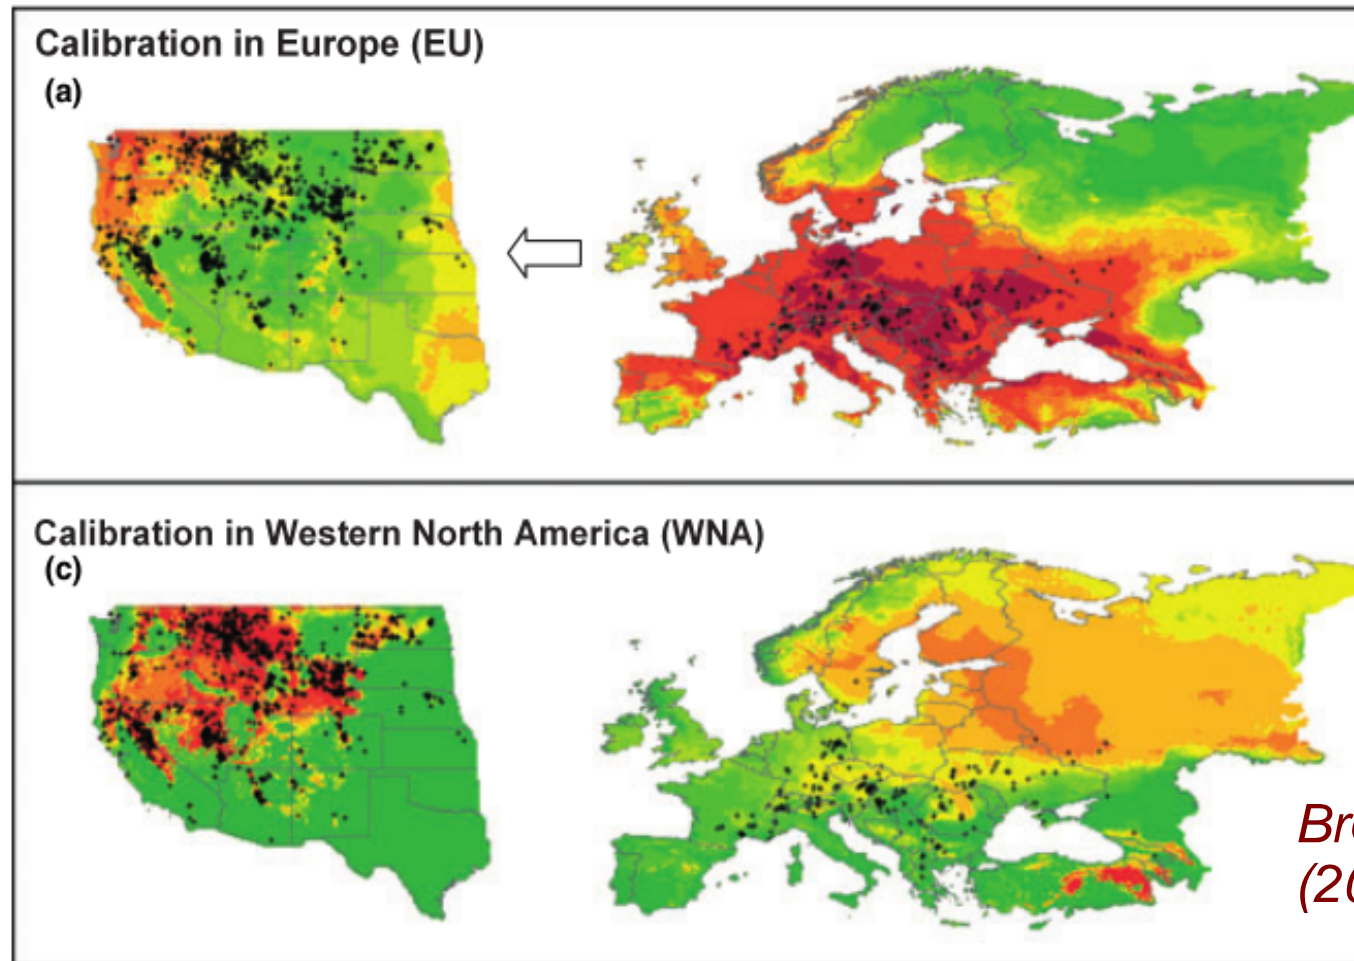 Calibration in Europe (EU)
(a)
Calibration in Western North America (WNA)
(c)